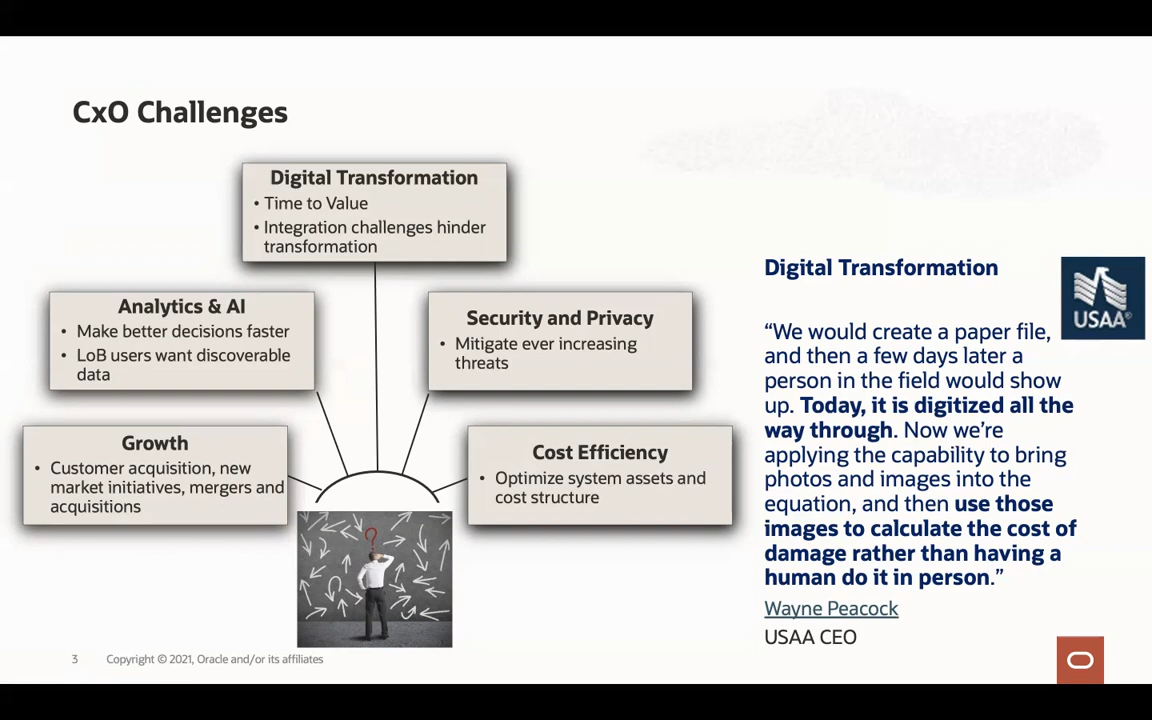 CxO Challenges
Digital Transformation
• Time to Value
• Integration challenges hinder
transformation
Analytics & AI
• Make better decisions faster
• LoB users want discoverable
data
Security and Privacy
• Mitigate ever increasing
threats
Growth
• Customer acquisition, new
market initiatives, mergers and
acquisitions
Cost Efficiency
• Optimize system assets and
cost structure
?
Digital Transformation
USAA®
“We would create a paper file,
and then a few days later a
person in the field would show
up. Today, it is digitized all the
way through. Now we’re
applying the capability to bring
photos and images into the
equation, and then use those
images to calculate the cost of
damage rather than having a
human do it in person.”
Wayne Peacock
USAA CEO
3 Copyright © 2021, Oracle and/or its affiliates